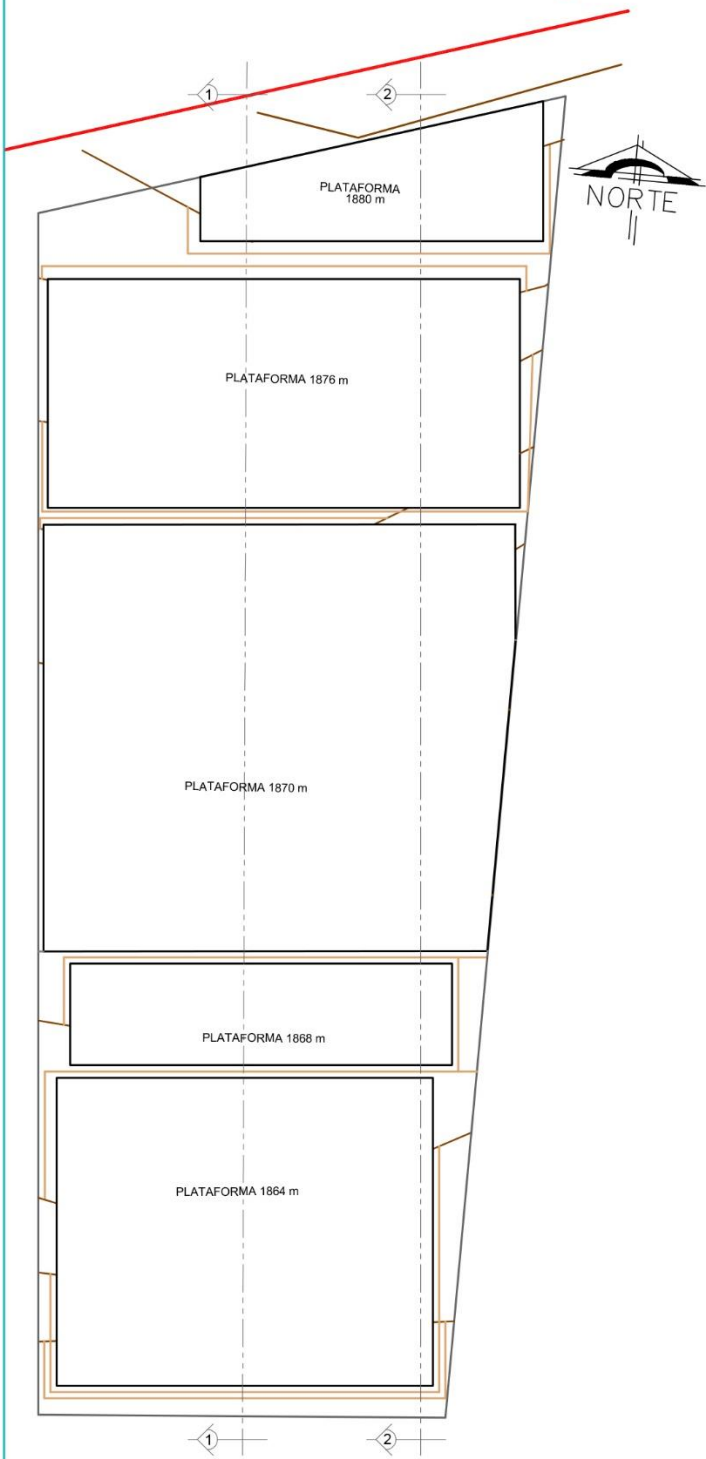 1
2
PLATAFORMA
1880 m
NORTE
PLATAFORMA 1876 m
PLATAFORMA 1870 m
PLATAFORMA 1868 m
PLATAFORMA 1864 m
1
2